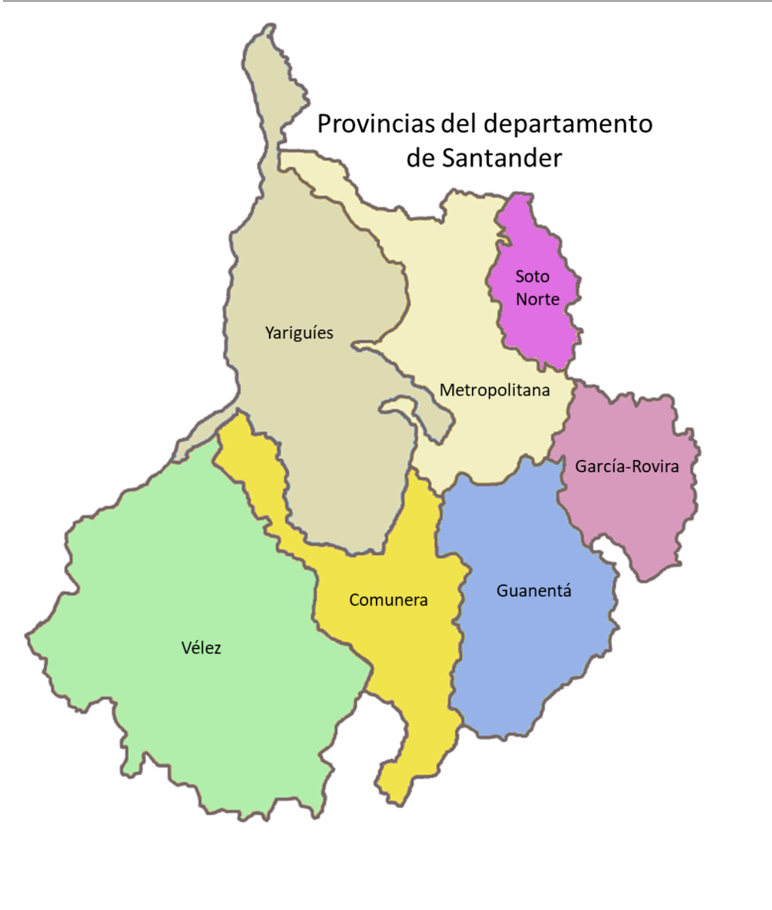 Provincias del departamento
de Santander
Soto
Norte
Yariguíes
Metropolitana
García-Rovira
Guanentá
Comunera
Vélez